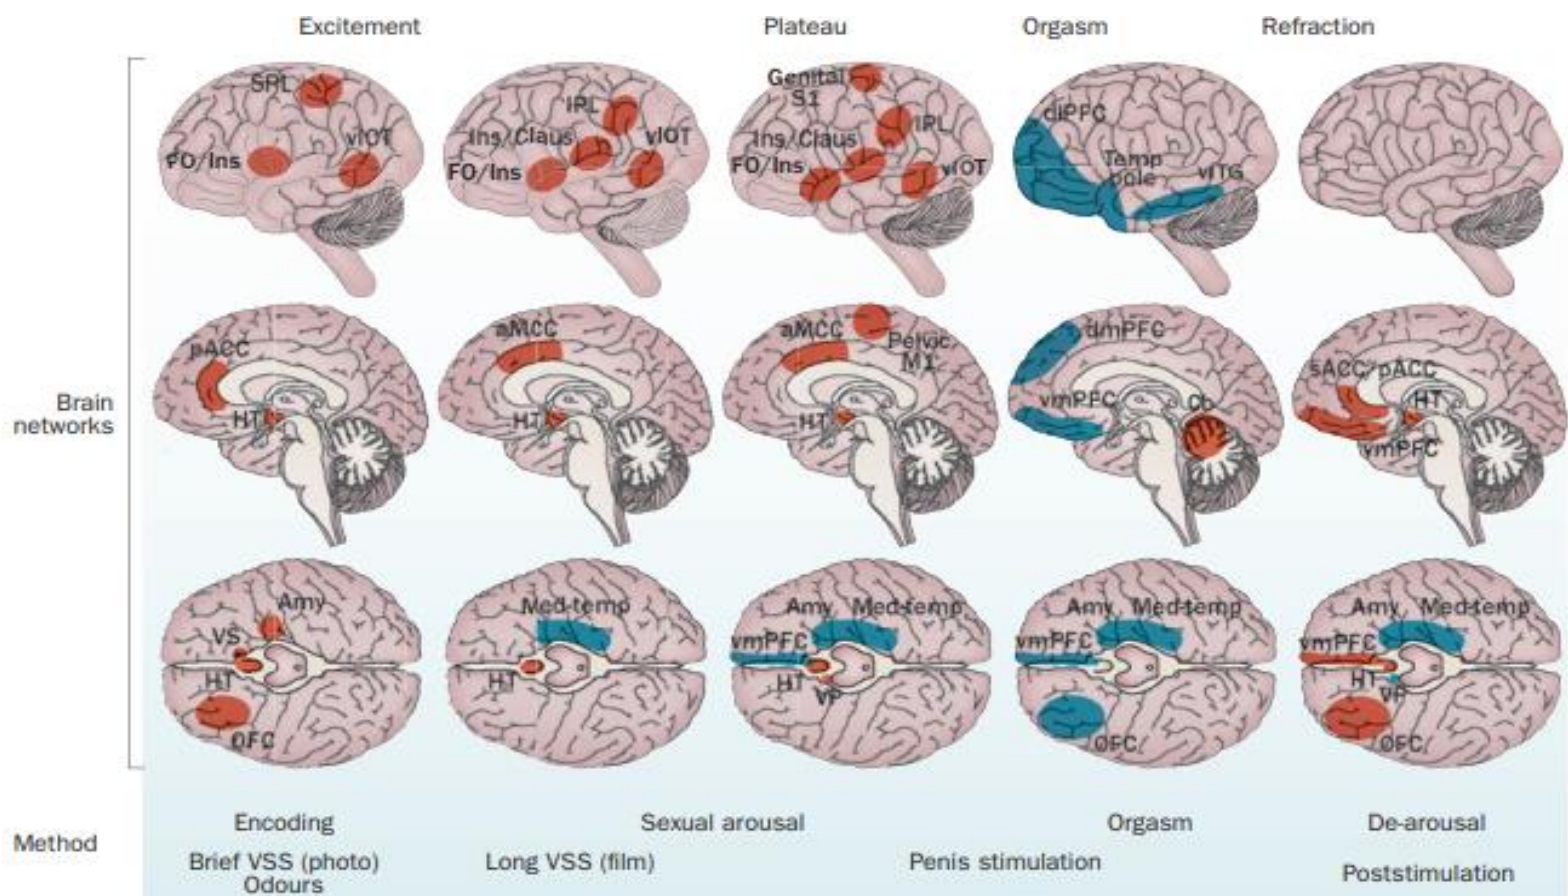 Excitement
Plateau
Orgasm
Refraction
Brain
networks
SPL
FO/Ins
vlOT
IPL
Ins/Claus
FO/Ins
vlOT
Genital
S1
IPL
Ins/Claus
FO/Ins
vlOT
dlPFC
Temp
pole
vlTG
pACC
HT
aMCC
HT
aMCC
Pelvic
M1
HT
dmPFC
vmPFC
Cb
sACC/pACC
HT
vmPFC
Amy
VS
HT
OFC
Med-temp
HT
Amy Med-temp
vmPFC
HT
VP
Amy Med-temp
vmPFC
OFC
Amy Med-temp
vmPFC
HT
VP
OFC
Method
Encoding
Sexual arousal
Orgasm
De-arousal
Brief VSS (photo)
Odours
Long VSS (film)
Penis stimulation
Poststimulation